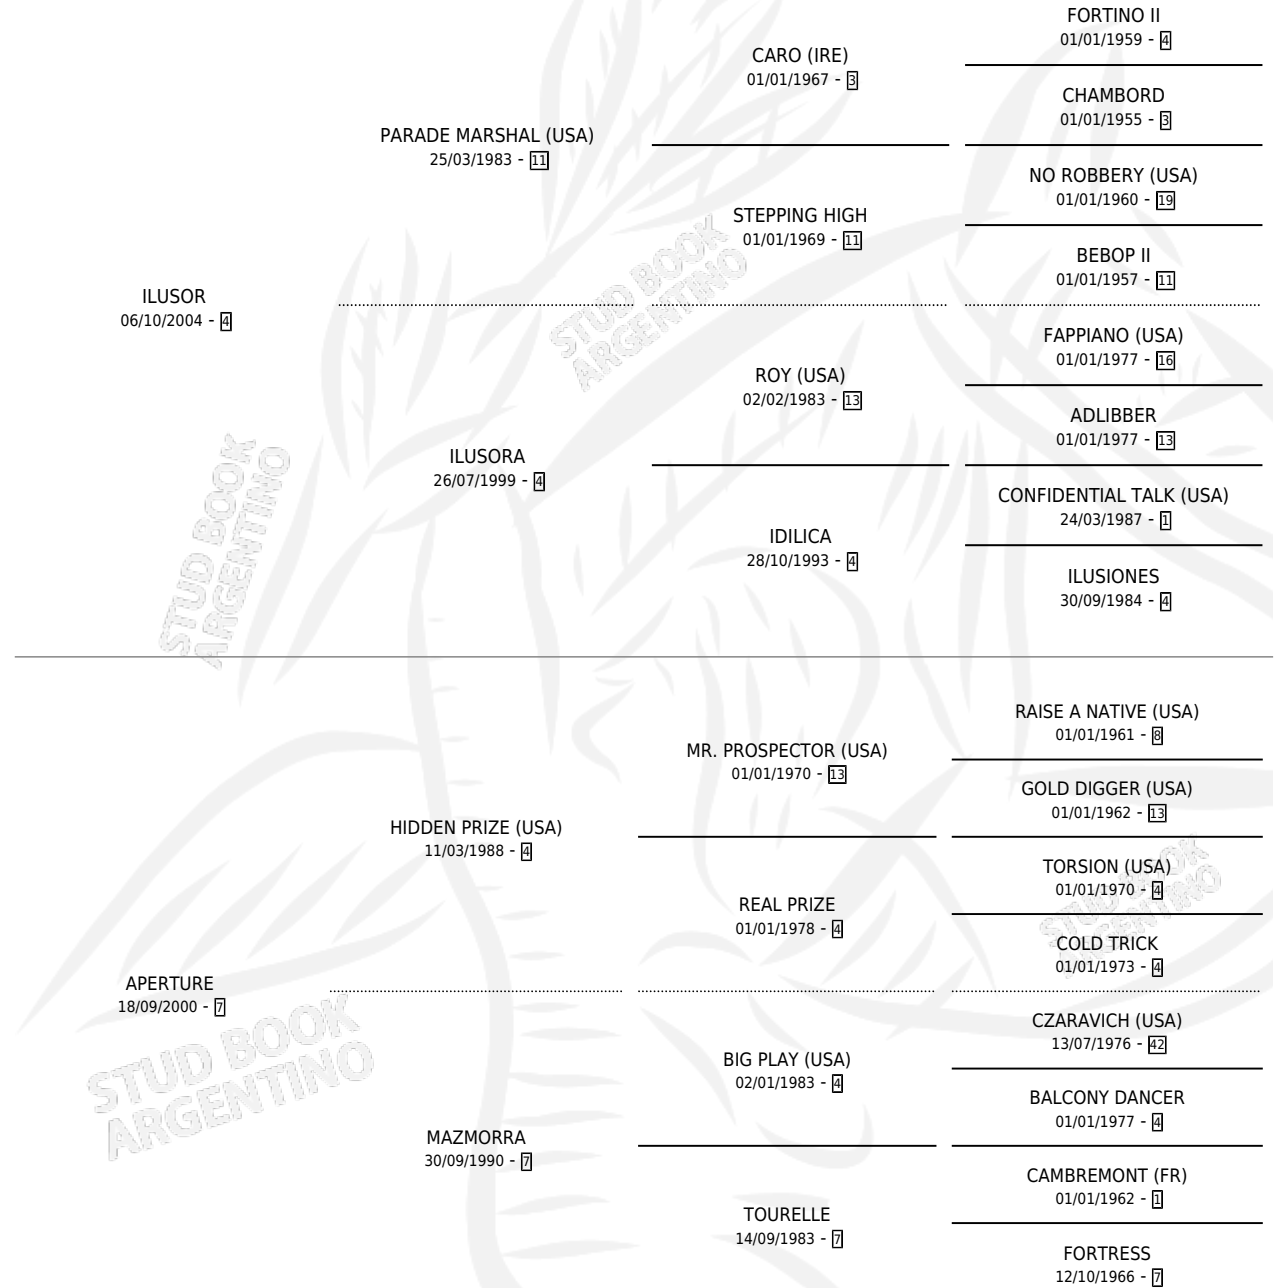 FORTINO II
01/01/1959 - 4
CARO (IRE)
01/01/1967 - 3
CHAMBORD
01/01/1955 - 3
PARADE MARSHAL (USA)
25/03/1983 - 11
NO ROBBERY (USA)
01/01/1960 - 19
STEPPING HIGH
01/01/1969 - 11
BEBOP II
01/01/1957 - 11
STUD BOOK
ARGENTINO
ILUSOR
06/10/2004 - 4
FAPPIANO (USA)
01/01/1977 - 16
ROY (USA)
02/02/1983 - 13
ADLIBBER
01/01/1977 - 13
ILUSORA
26/07/1999 - 4
CONFIDENTIAL TALK (USA)
24/03/1987 - 1
IDILICA
28/10/1993 - 4
ILUSIONES
30/09/1984 - 4
STUD BOOK
ARGENTINO
RAISE A NATIVE (USA)
01/01/1961 - 8
MR. PROSPECTOR (USA)
01/01/1970 - 13
GOLD DIGGER (USA)
01/01/1962 - 13
HIDDEN PRIZE (USA)
11/03/1988 - 4
TORSION (USA)
01/01/1970 - 4
REAL PRIZE
01/01/1978 - 4
STUD BOOK
ARGENTINO
COLD TRICK
01/01/1973 - 4
APERTURE
18/09/2000 - 7
CZARAVICH (USA)
13/07/1976 - 42
BIG PLAY (USA)
02/01/1983 - 4
BALCONY DANCER
01/01/1977 - 4
STUD BOOK
ARGENTINO
MAZMORRA
30/09/1990 - 7
CAMBREMONT (FR)
01/01/1962 - 1
TOURELLE
14/09/1983 - 7
FORTRESS
12/10/1966 - 7